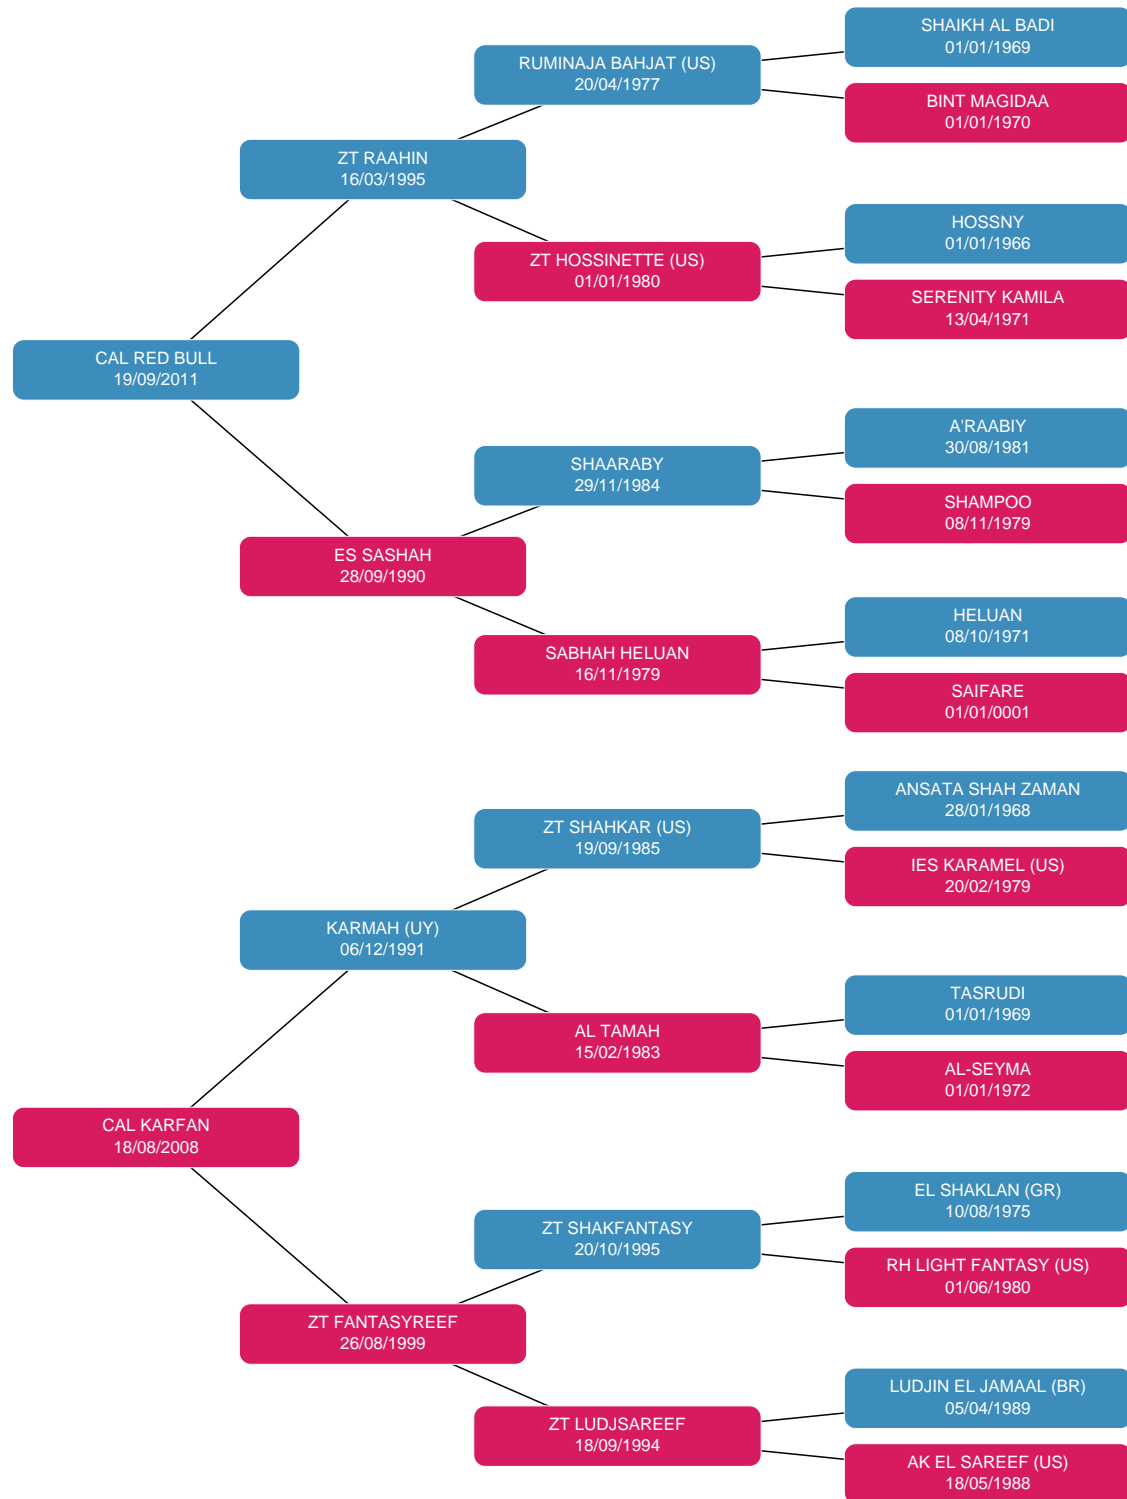 SHAIKH AL BADI
01/01/1969
RUMINAJA BAHJAT (US)
20/04/1977
BINT MAGIDAA
01/01/1970
ZT RAAHIN
16/03/1995
HOSSNY
01/01/1966
ZT HOSSINETTE (US)
01/01/1980
SERENITY KAMILA
13/04/1971
CAL RED BULL
19/09/2011
A'RAABIY
30/08/1981
SHAARABY
29/11/1984
SHAMPOO
08/11/1979
ES SASHAH
28/09/1990
HELUAN
08/10/1971
SABHAH HELUAN
16/11/1979
SAIFARE
01/01/0001
ANSATA SHAH ZAMAN
28/01/1968
ZT SHAHKAR (US)
19/09/1985
IES KARAMEL (US)
20/02/1979
KARMAH (UY)
06/12/1991
TASRUDI
01/01/1969
AL TAMAH
15/02/1983
AL-SEYMA
01/01/1972
CAL KARFAN
18/08/2008
EL SHAKLAN (GR)
10/08/1975
ZT SHAKFANTASY
20/10/1995
RH LIGHT FANTASY (US)
01/06/1980
ZT FANTASYREEF
26/08/1999
LUDJIN EL JAMAAL (BR)
05/04/1989
ZT LUDJSAREEF
18/09/1994
AK EL SAREEF (US)
18/05/1988